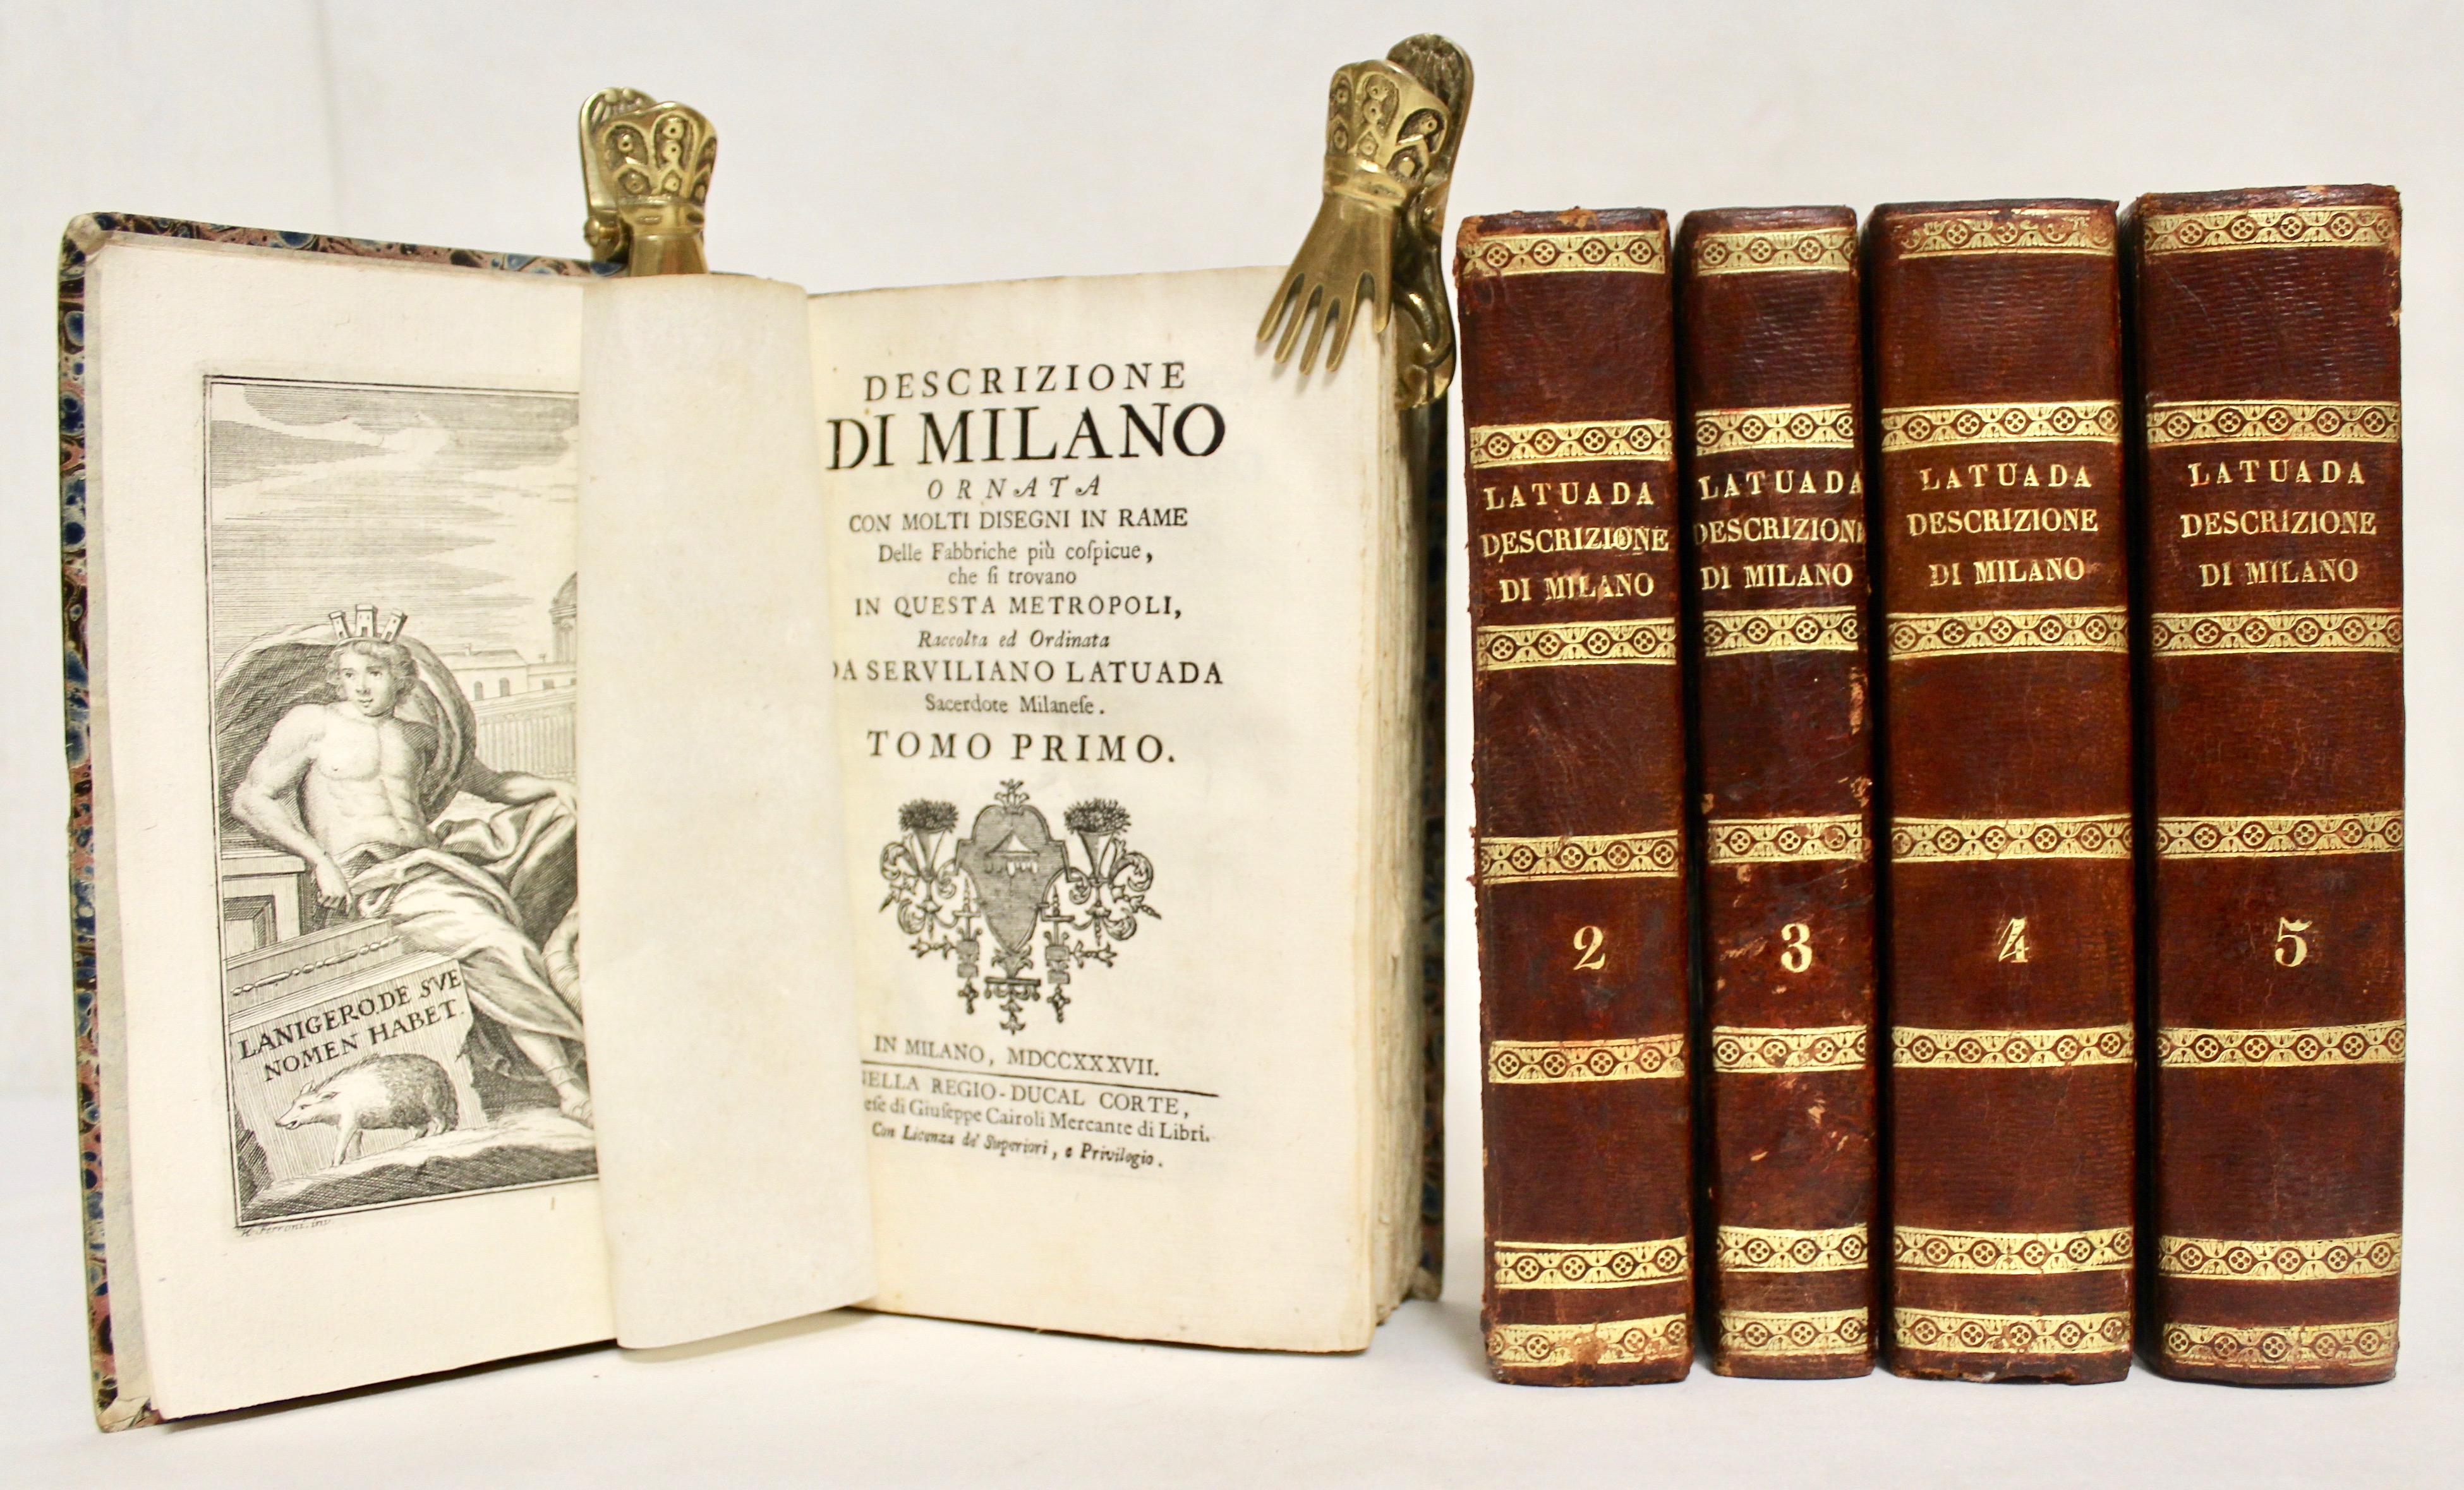 LANIGERO DE SVE
NOMEN HABET.
Ferroni. inv.
DESCRIZIONE
DI MILANO
ORNATA
CON MOLTI DISEGNI IN RAME
Delle Fabbriche più coſpicue,
che ſi trovano
IN QUESTA METROPOLI,
Raccolta ed Ordinata
DA SERVILIANO LATUADA
Sacerdote Milaneſe.
TOMO PRIMO.
IN MILANO, MDCCXXXVII.
NELLA REGIO-DUCAL CORTE,
eſe di Giuſeppe Cairoli Mercante di Libri.
Con Licenza de' Superiori, e Privilegio.
LATUADA
DESCRIZIONE
DI MILANO
2
LATUADA
DESCRIZIONE
DI MILANO
3
LATUADA
DESCRIZIONE
DI MILANO
4
LATUADA
DESCRIZIONE
DI MILANO
5